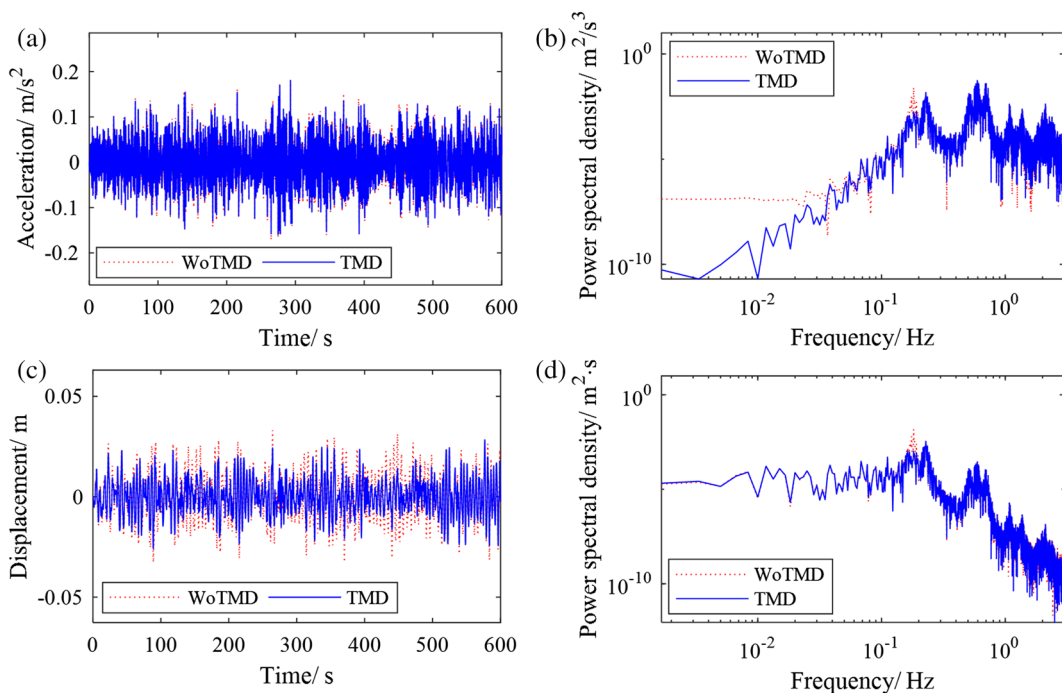 (a)
Acceleration/ m/s²
0.2
0.1
0
-0.1
-0.2
WoTMD
TMD
0 100 200 300 400 500 600
Time/ s
(b)
Power spectral density/ m²/s³
10⁰
10⁻¹⁰
WoTMD
TMD
10⁻² 10⁻¹ 10⁰
Frequency/ Hz
(c)
Displacement/ m
0.05
0
-0.05
WoTMD
TMD
0 100 200 300 400 500 600
Time/ s
(d)
Power spectral density/ m²·s
10⁰
10⁻¹⁰
WoTMD
TMD
10⁻² 10⁻¹ 10⁰
Frequency/ Hz